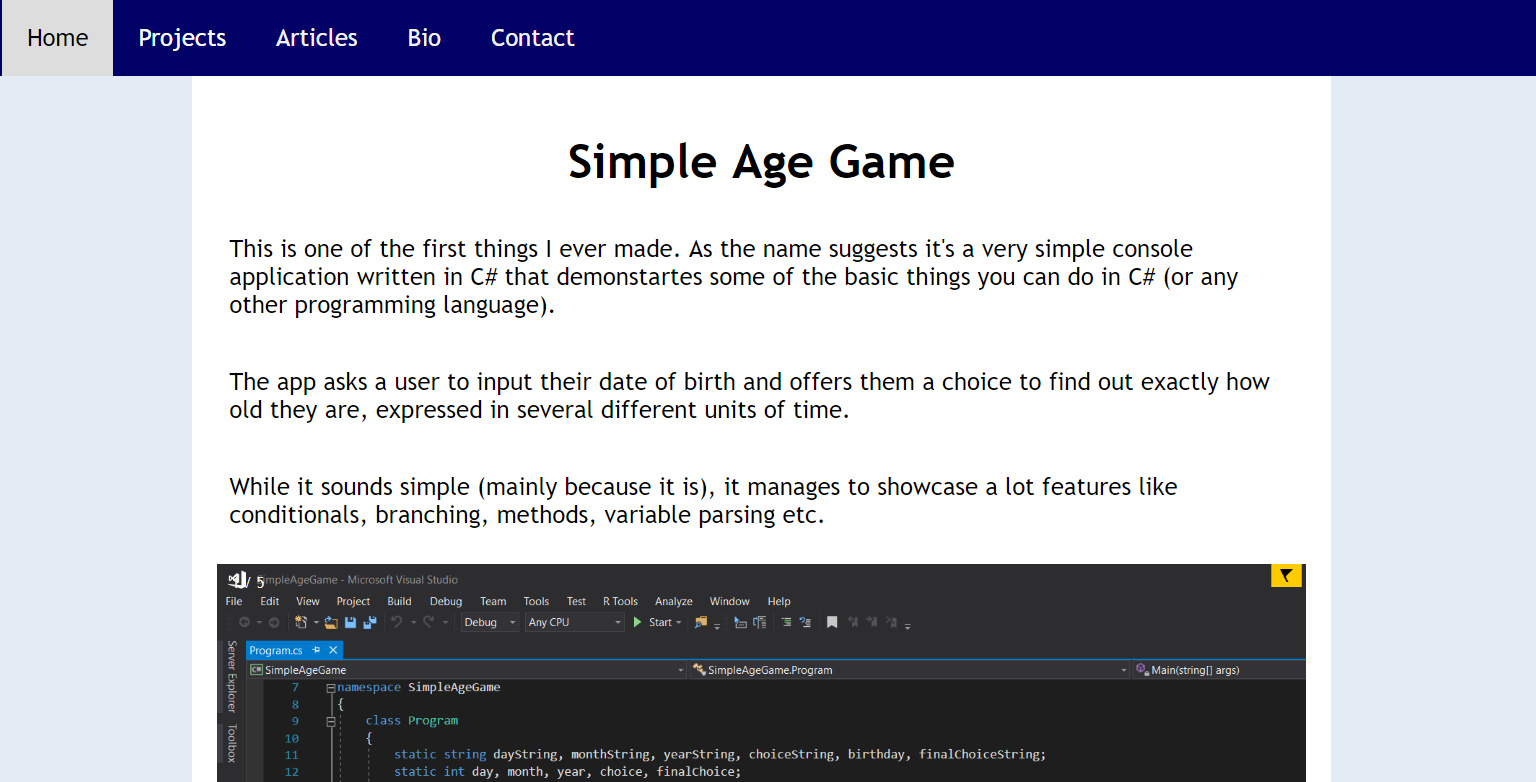 Home Projects Articles Bio Contact
Simple Age Game
This is one of the first things I ever made. As the name suggests it's a very simple console
application written in C# that demonstartes some of the basic things you can do in C# (or any
other programming language).
The app asks a user to input their date of birth and offers them a choice to find out exactly how
old they are, expressed in several different units of time.
While it sounds simple (mainly because it is), it manages to showcase a lot features like
conditionals, branching, methods, variable parsing etc.
/ 5 impleAgeGame - Microsoft Visual Studio
File Edit View Project Build Debug Team Tools Test R Tools Analyze Window Help
Debug Any CPU Start
Program.cs
SimpleAgeGame SimpleAgeGame.Program Main(string[] args)
Server Explorer
Toolbox
7 namespace SimpleAgeGame
8 {
9 class Program
10 {
11 static string dayString, monthString, yearString, choiceString, birthday, finalChoiceString;
12 static int day, month, year, choice, finalChoice;